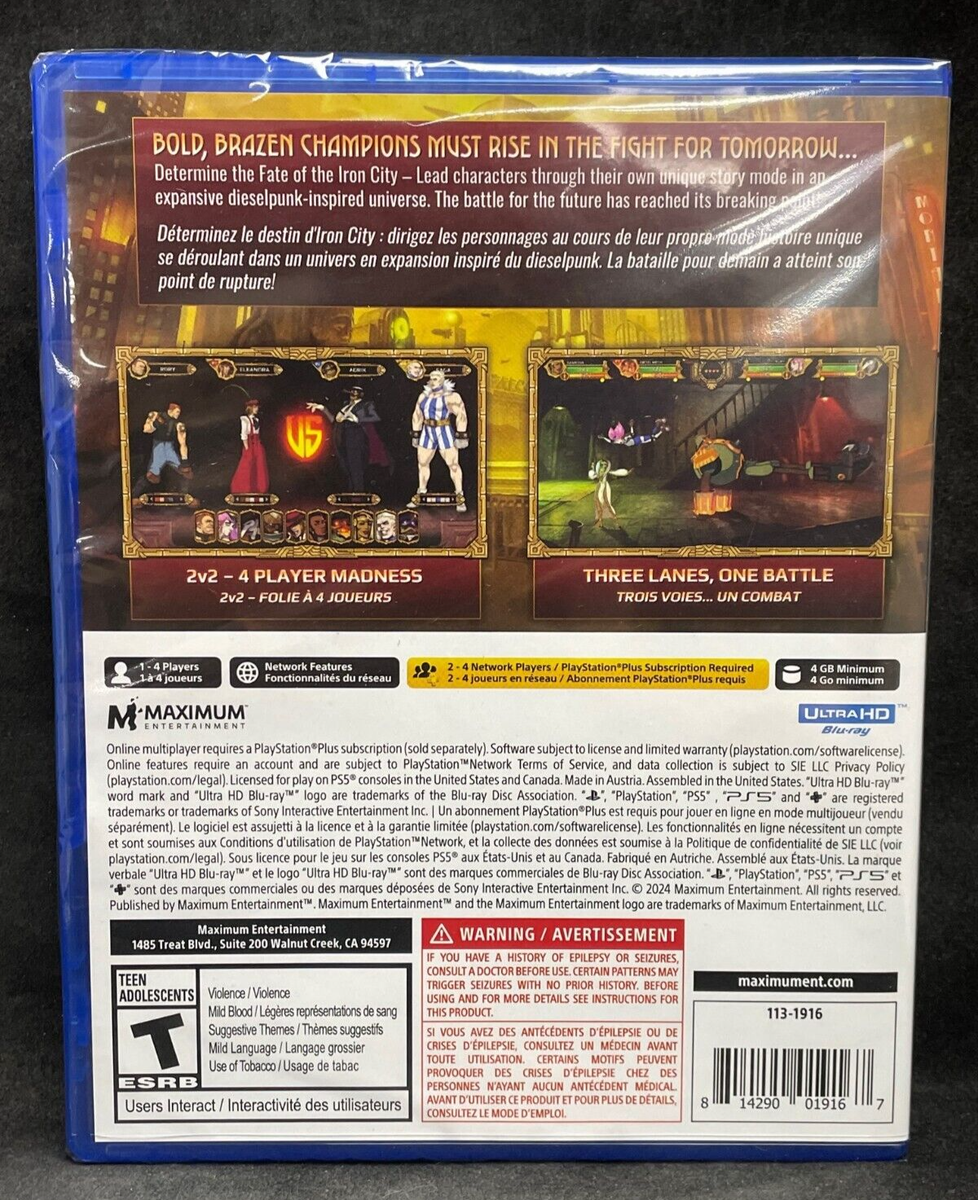 BOLD, BRAZEN CHAMPIONS MUST RISE IN THE FIGHT FOR TOMORROW...
Determine the Fate of the Iron City – Lead characters through their own unique story mode in an
expansive dieselpunk-inspired universe. The battle for the future has reached its breaking point!
Déterminez le destin d'Iron City : dirigez les personnages au cours de leur propre mode histoire unique
se déroulant dans un univers en expansion inspiré du dieselpunk. La bataille pour demain a atteint son
point de rupture!
RORY
ELEANORA
VS
2v2 – 4 PLAYER MADNESS
2v2 – FOLIE À 4 JOUEURS
THREE LANES, ONE BATTLE
TROIS VOIES... UN COMBAT
1 - 4 Players
1 à 4 joueurs
Network Features
Fonctionnalités du réseau
2 - 4 Network Players / PlayStation®Plus Subscription Required
2 - 4 joueurs en réseau / Abonnement PlayStation®Plus requis
4 GB Minimum
4 Go minimum
MAXIMUM™
ENTERTAINMENT
ULTRA HD™
Blu-ray
Online multiplayer requires a PlayStation®Plus subscription (sold separately). Software subject to license and limited warranty (playstation.com/softwarelicense).
Online features require an account and are subject to PlayStation™Network Terms of Service, and data collection is subject to SIE LLC Privacy Policy
(playstation.com/legal). Licensed for play on PS5® consoles in the United States and Canada. Made in Austria. Assembled in the United States. "Ultra HD Blu-ray™"
word mark and "Ultra HD Blu-ray™" logo are trademarks of the Blu-ray Disc Association. "", "PlayStation", "PS5" , "PS5" and "" are registered
trademarks or trademarks of Sony Interactive Entertainment Inc. | Un abonnement PlayStation®Plus est requis pour jouer en ligne en mode multijoueur (vendu
séparément). Le logiciel est assujetti à la licence et à la garantie limitée (playstation.com/softwarelicense). Les fonctionnalités en ligne nécessitent un compte
et sont soumises aux Conditions d'utilisation de PlayStation™Network, et la collecte des données est soumise à la Politique de confidentialité de SIE LLC (voir
playstation.com/legal). Sous licence pour le jeu sur les consoles PS5® aux États-Unis et au Canada. Fabriqué en Autriche. Assemblé aux États-Unis. La marque
verbale "Ultra HD Blu-ray™" et le logo "Ultra HD Blu-ray™" sont des marques commerciales de Blu-ray Disc Association. "", "PlayStation", "PS5", "PS5" et
"" sont des marques commerciales ou des marques déposées de Sony Interactive Entertainment Inc. © 2024 Maximum Entertainment. All rights reserved.
Published by Maximum Entertainment™. Maximum Entertainment™ and the Maximum Entertainment logo are trademarks of Maximum Entertainment, LLC.
Maximum Entertainment
1485 Treat Blvd., Suite 200 Walnut Creek, CA 94597
TEEN
ADOLESCENTS
T
ESRB
Violence / Violence
Mild Blood / Légères représentations de sang
Suggestive Themes / Thèmes suggestifs
Mild Language / Langage grossier
Use of Tobacco / Usage de tabac
Users Interact / Interactivité des utilisateurs
WARNING / AVERTISSEMENT
IF YOU HAVE A HISTORY OF EPILEPSY OR SEIZURES,
CONSULT A DOCTOR BEFORE USE. CERTAIN PATTERNS MAY
TRIGGER SEIZURES WITH NO PRIOR HISTORY. BEFORE
USING AND FOR MORE DETAILS SEE INSTRUCTIONS FOR
THIS PRODUCT.
SI VOUS AVEZ DES ANTÉCÉDENTS D'ÉPILEPSIE OU DE
CRISES D'ÉPILEPSIE, CONSULTEZ UN MÉDECIN AVANT
TOUTE UTILISATION. CERTAINS MOTIFS PEUVENT
PROVOQUER DES CRISES D'ÉPILEPSIE CHEZ DES
PERSONNES N'AYANT AUCUN ANTÉCÉDENT MÉDICAL.
AVANT D'UTILISER CE PRODUIT ET POUR PLUS DE DÉTAILS,
CONSULTEZ LE MODE D'EMPLOI.
maximument.com
113-1916
8 14290 01916 7